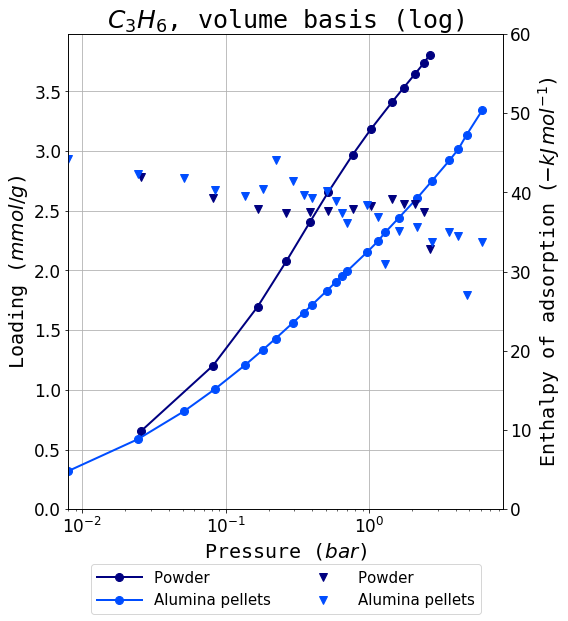 C₃H₆, volume basis (log)
Loading (mmol/g)
0.0
0.5
1.0
1.5
2.0
2.5
3.0
3.5
Enthalpy of adsorption (−kJ mol⁻¹)
0
10
20
30
40
50
60
10⁻² 10⁻¹ 10⁰
Pressure (bar)
Powder Powder
Alumina pellets Alumina pellets